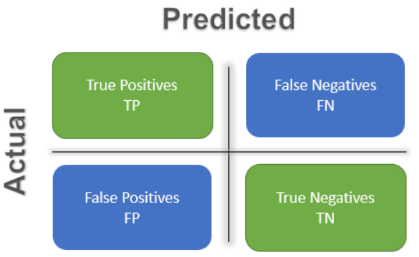 Predicted
Actual
True Positives
TP
False Negatives
FN
False Positives
FP
True Negatives
TN